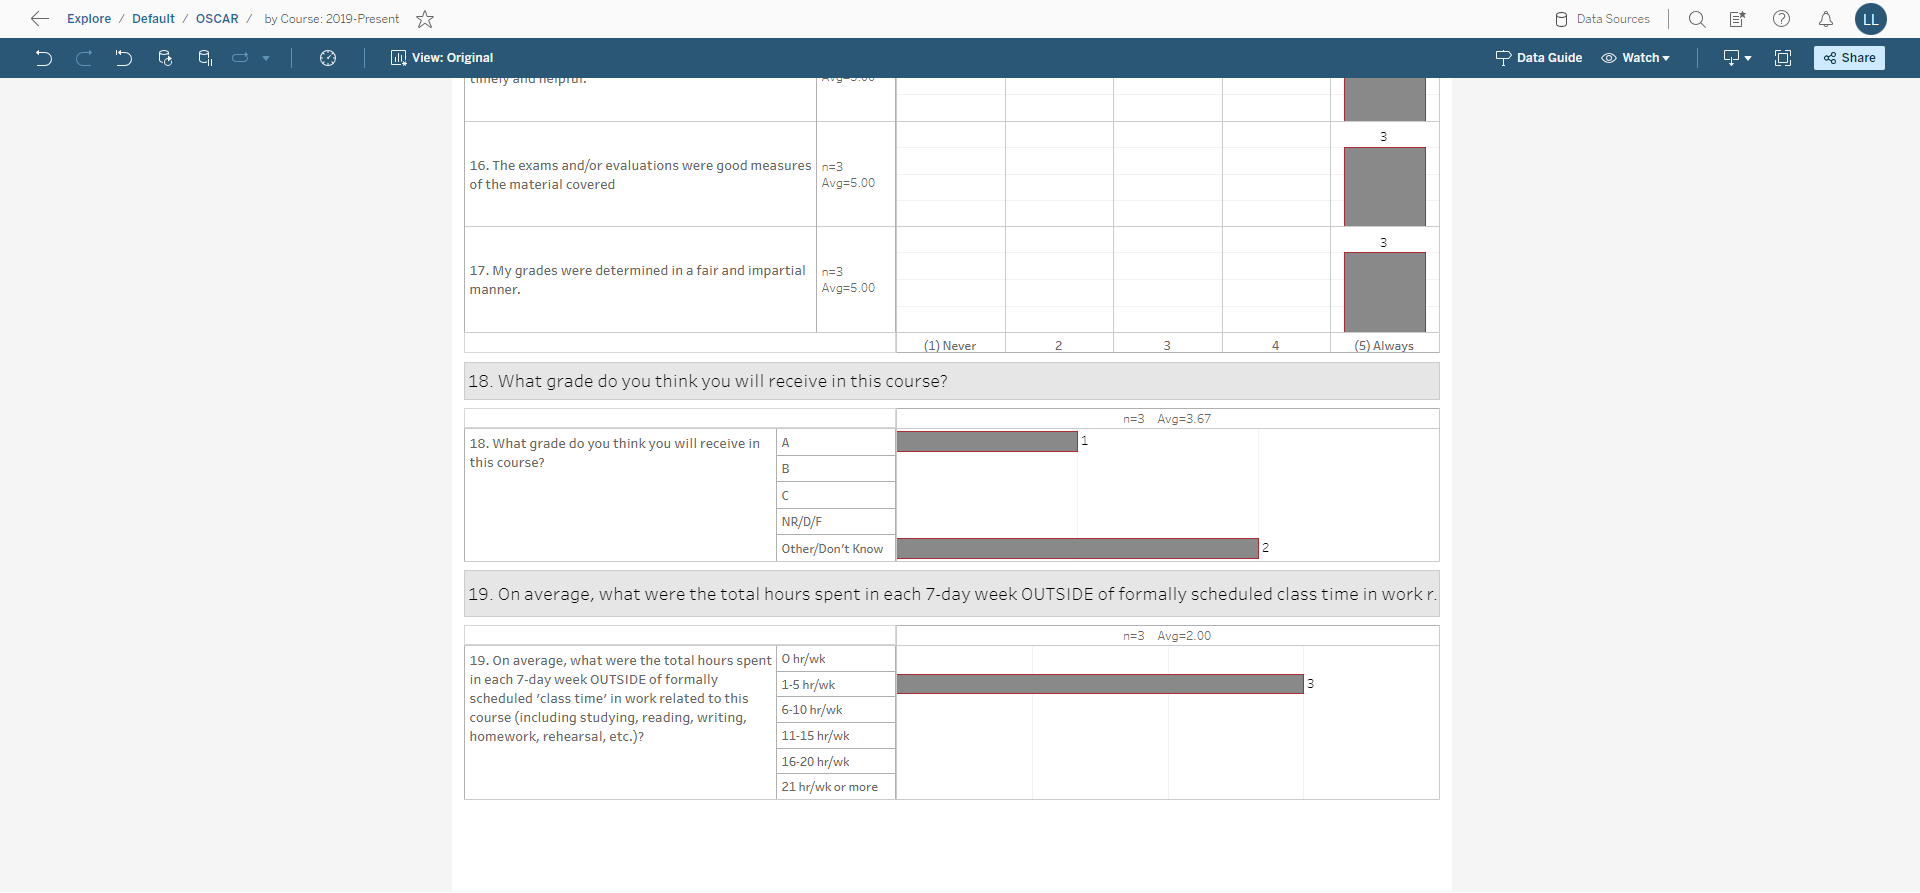 Explore / Default / OSCAR / by Course: 2019-Present
Data Sources
LL
View: Original
Data Guide
Watch
Share
timely and helpful.
Avg=5.00
3
16. The exams and/or evaluations were good measures
of the material covered
n=3
Avg=5.00
3
17. My grades were determined in a fair and impartial
manner.
n=3
Avg=5.00
(1) Never 2 3 4 (5) Always
18. What grade do you think you will receive in this course?
n=3 Avg=3.67
18. What grade do you think you will receive in
this course?
A 1
B
C
NR/D/F
Other/Don't Know 2
19. On average, what were the total hours spent in each 7-day week OUTSIDE of formally scheduled class time in work r.
n=3 Avg=2.00
19. On average, what were the total hours spent
in each 7-day week OUTSIDE of formally
scheduled ‘class time’ in work related to this
course (including studying, reading, writing,
homework, rehearsal, etc.)?
0 hr/wk
1-5 hr/wk 3
6-10 hr/wk
11-15 hr/wk
16-20 hr/wk
21 hr/wk or more